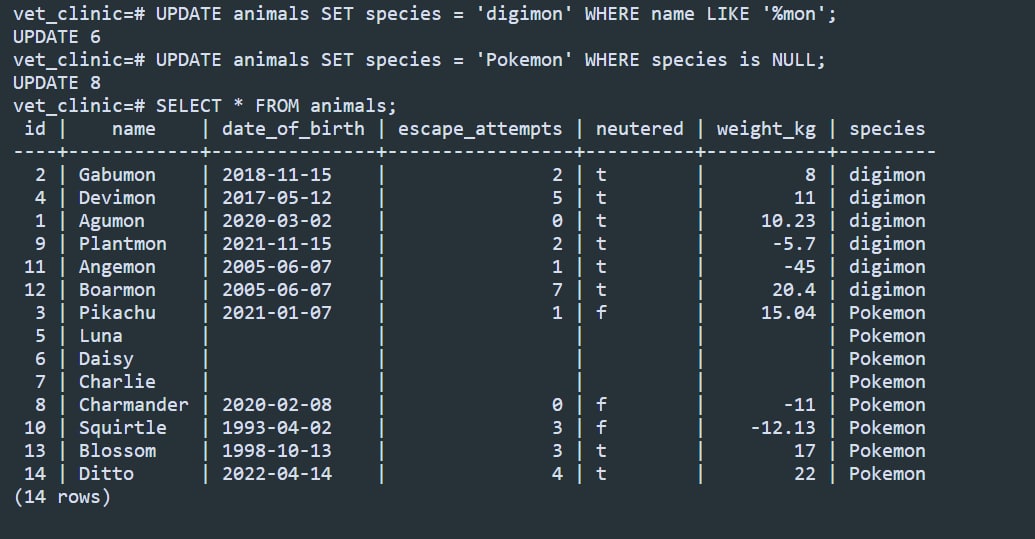 vet_clinic=# UPDATE animals SET species = 'digimon' WHERE name LIKE '%mon';
UPDATE 6
vet_clinic=# UPDATE animals SET species = 'Pokemon' WHERE species is NULL;
UPDATE 8
vet_clinic=# SELECT * FROM animals;
 id |    name    | date_of_birth | escape_attempts | neutered | weight_kg | species
----+------------+---------------+-----------------+----------+-----------+---------
  2 | Gabumon    | 2018-11-15    |               2 | t        |         8 | digimon
  4 | Devimon    | 2017-05-12    |               5 | t        |        11 | digimon
  1 | Agumon     | 2020-03-02    |               0 | t        |     10.23 | digimon
  9 | Plantmon   | 2021-11-15    |               2 | t        |      -5.7 | digimon
 11 | Angemon    | 2005-06-07    |               1 | t        |       -45 | digimon
 12 | Boarmon    | 2005-06-07    |               7 | t        |      20.4 | digimon
  3 | Pikachu    | 2021-01-07    |               1 | f        |     15.04 | Pokemon
  5 | Luna       |               |                 |          |           | Pokemon
  6 | Daisy      |               |                 |          |           | Pokemon
  7 | Charlie    |               |                 |          |           | Pokemon
  8 | Charmander | 2020-02-08    |               0 | f        |       -11 | Pokemon
 10 | Squirtle   | 1993-04-02    |               3 | f        |    -12.13 | Pokemon
 13 | Blossom    | 1998-10-13    |               3 | t        |        17 | Pokemon
 14 | Ditto      | 2022-04-14    |               4 | t        |        22 | Pokemon
(14 rows)